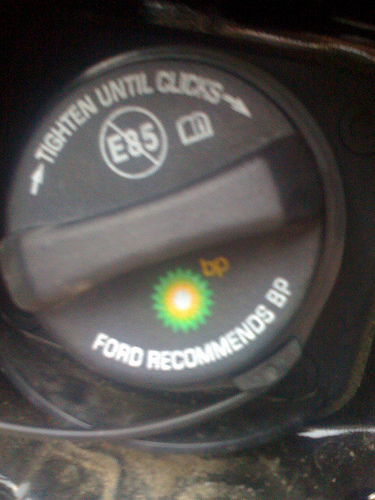 TIGHTEN UNTIL CLICKS
E85
bp
FORD RECOMMENDS BP